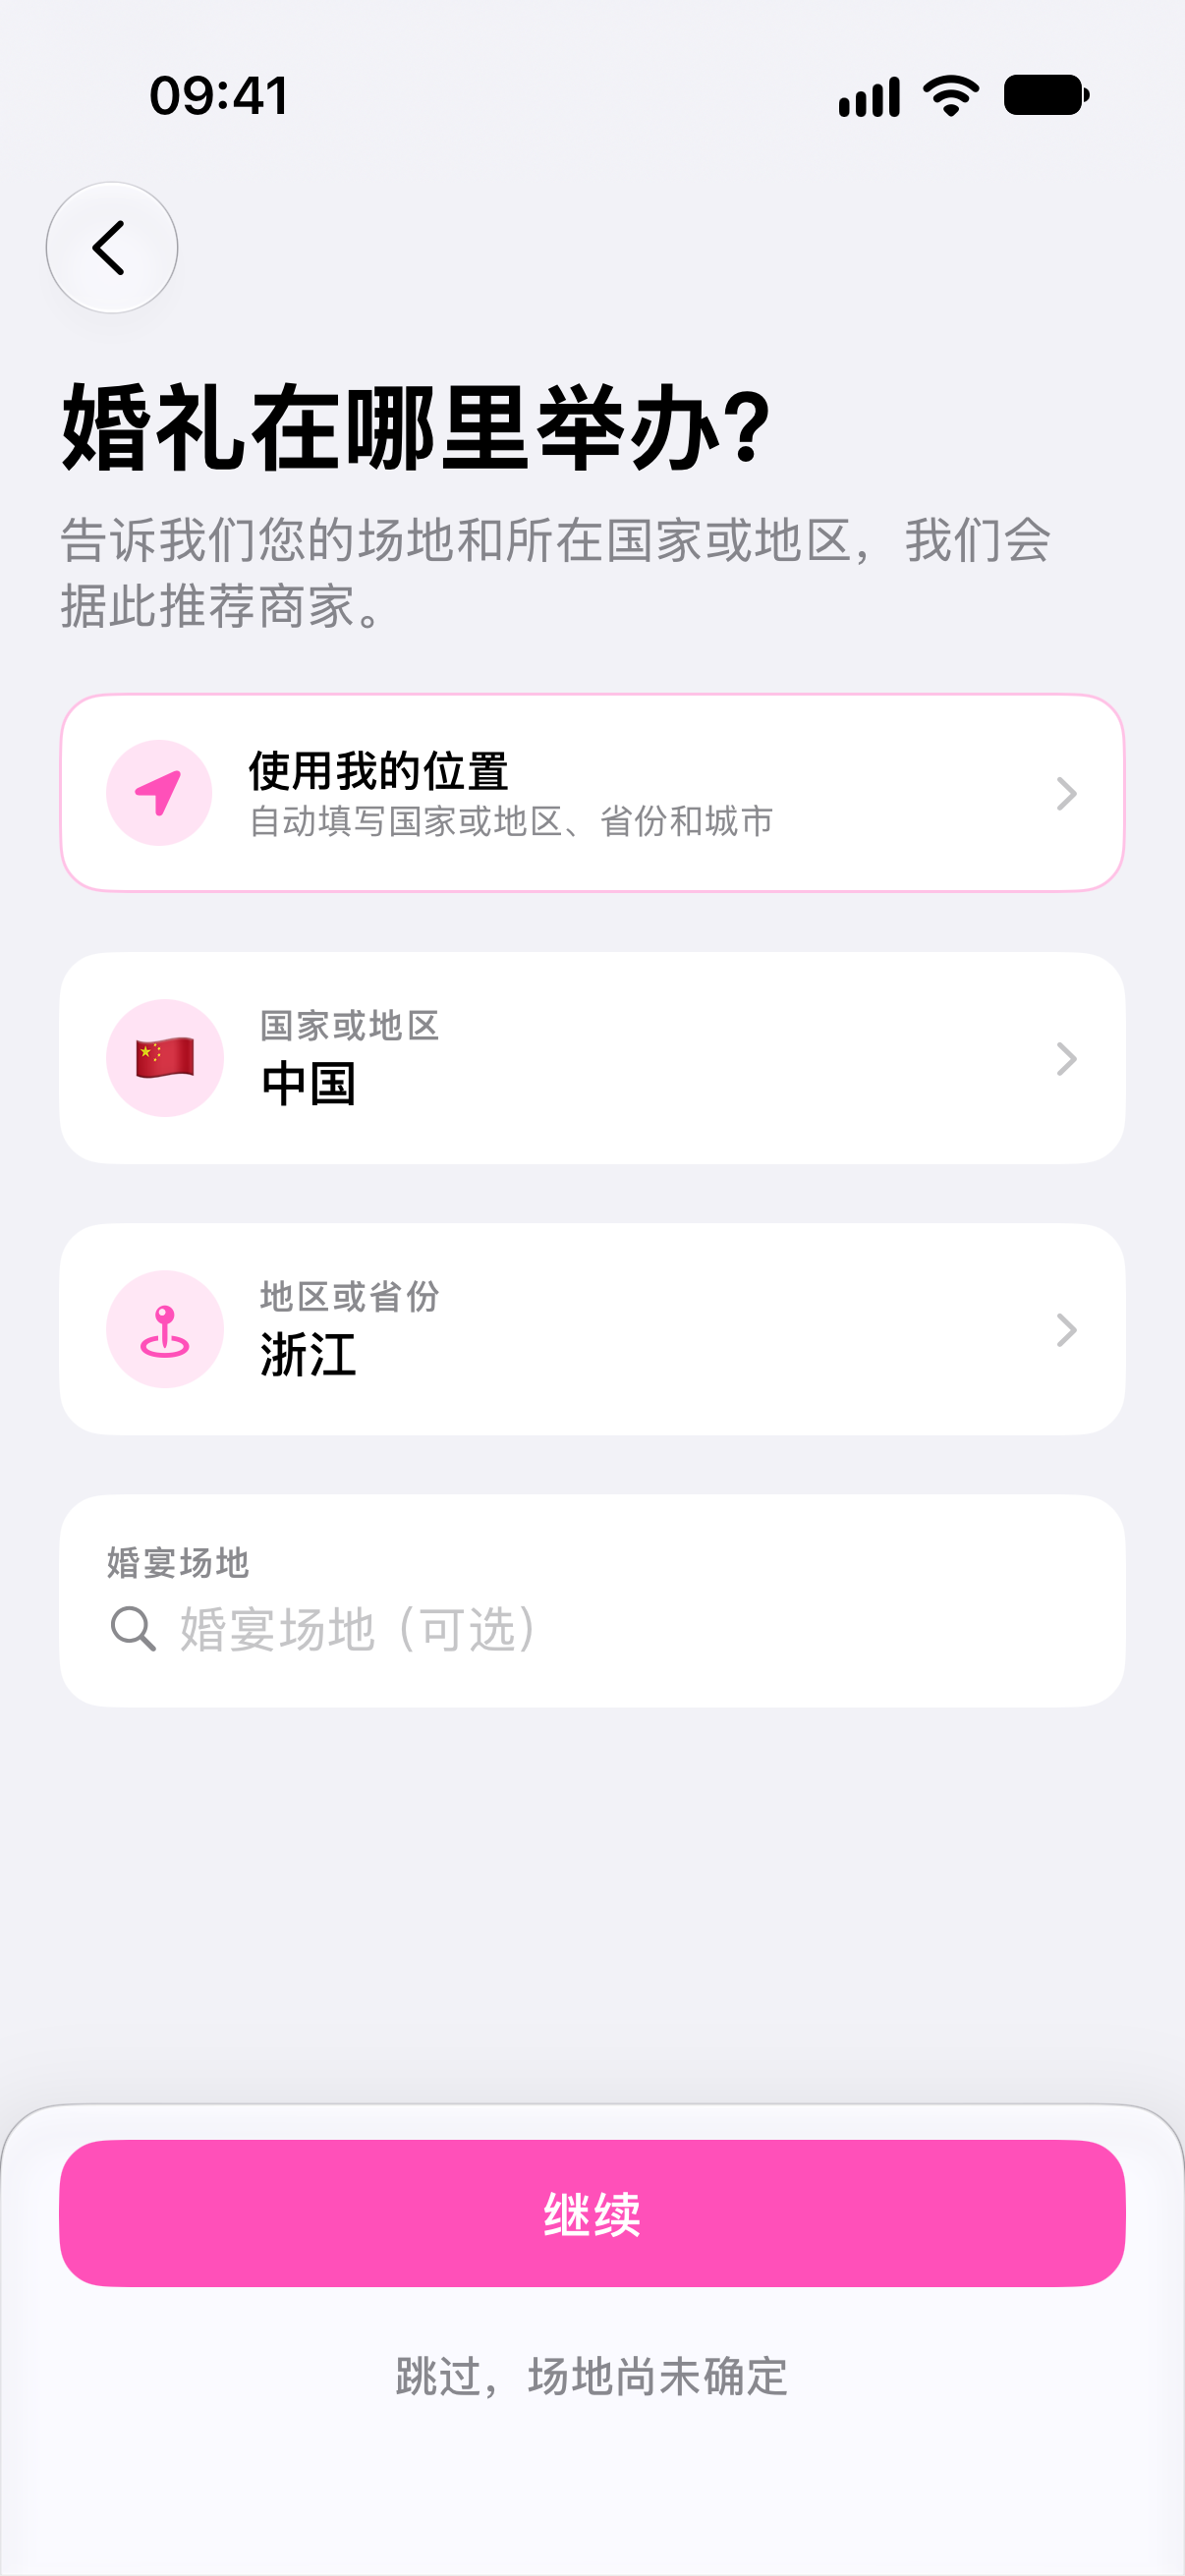 09:41
婚礼在哪里举办?
告诉我们您的场地和所在国家或地区，我们会
据此推荐商家。
使用我的位置
自动填写国家或地区、省份和城市
国家或地区
中国
地区或省份
浙江
婚宴场地
婚宴场地（可选）
继续
跳过，场地尚未确定